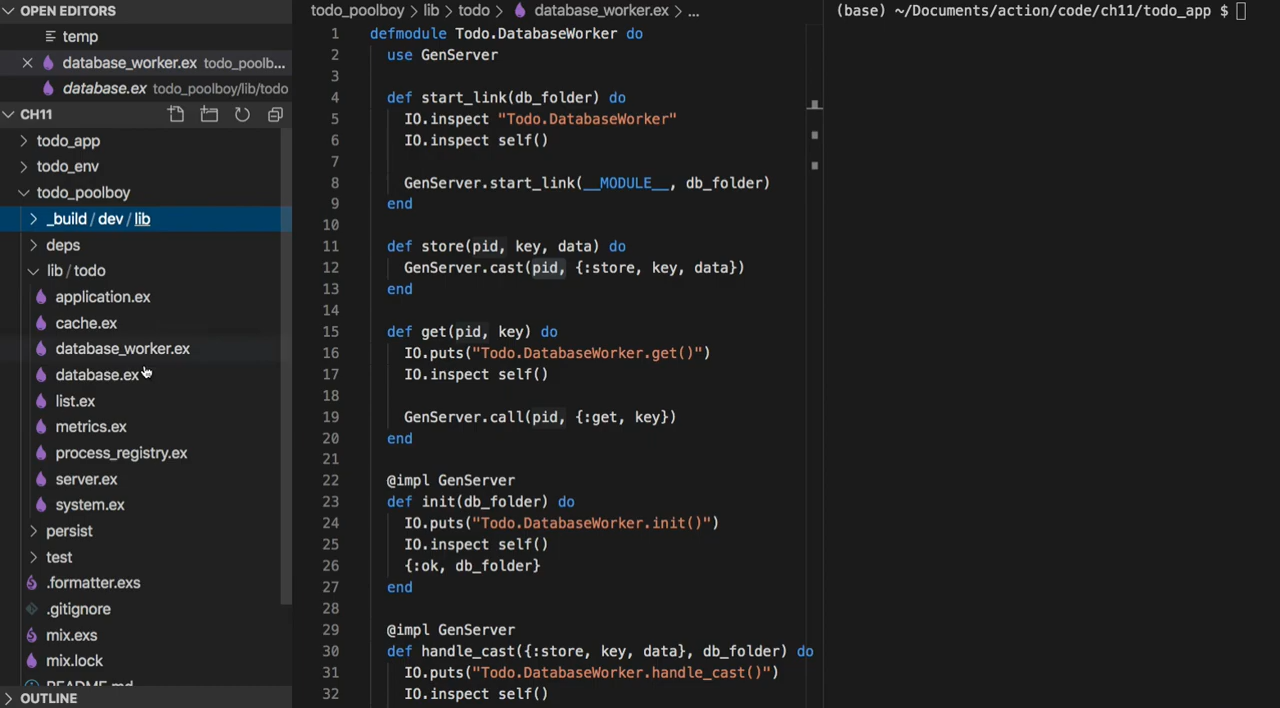 OPEN EDITORS
temp
database_worker.ex todo_poolb...
database.ex todo_poolboy/lib/todo
CH11
todo_app
todo_env
todo_poolboy
_build / dev / lib
deps
lib / todo
application.ex
cache.ex
database_worker.ex
database.ex
list.ex
metrics.ex
process_registry.ex
server.ex
system.ex
persist
test
.formatter.exs
.gitignore
mix.exs
mix.lock
README.md
OUTLINE
todo_poolboy > lib > todo > database_worker.ex > ...
1 defmodule Todo.DatabaseWorker do
2 use GenServer
3
4 def start_link(db_folder) do
5 IO.inspect "Todo.DatabaseWorker"
6 IO.inspect self()
7
8 GenServer.start_link(__MODULE__, db_folder)
9 end
10
11 def store(pid, key, data) do
12 GenServer.cast(pid, {:store, key, data})
13 end
14
15 def get(pid, key) do
16 IO.puts("Todo.DatabaseWorker.get()")
17 IO.inspect self()
18
19 GenServer.call(pid, {:get, key})
20 end
21
22 @impl GenServer
23 def init(db_folder) do
24 IO.puts("Todo.DatabaseWorker.init()")
25 IO.inspect self()
26 {:ok, db_folder}
27 end
28
29 @impl GenServer
30 def handle_cast({:store, key, data}, db_folder) do
31 IO.puts("Todo.DatabaseWorker.handle_cast()")
32 IO.inspect self()
(base) ~/Documents/action/code/ch11/todo_app $